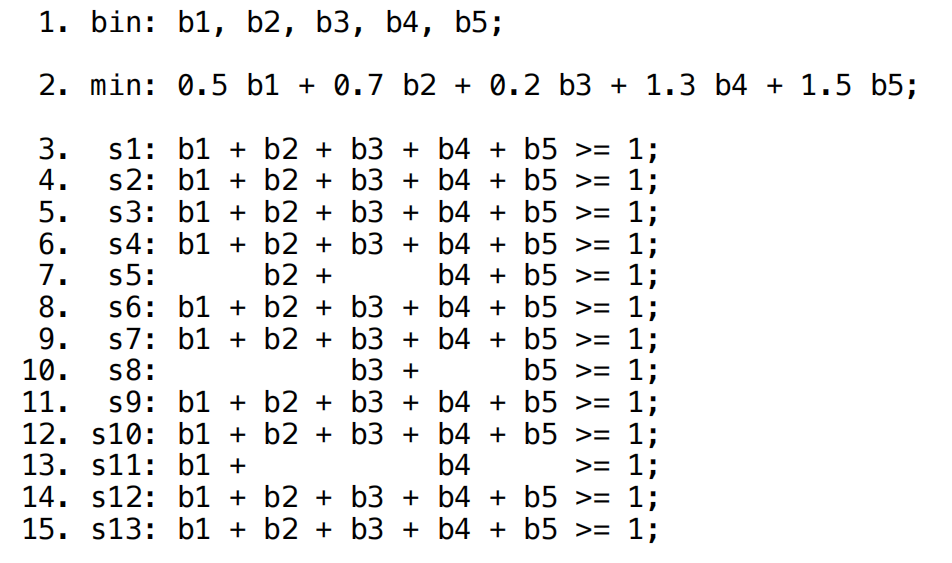 1. bin: b1, b2, b3, b4, b5;
2. min: 0.5 b1 + 0.7 b2 + 0.2 b3 + 1.3 b4 + 1.5 b5;
3. s1: b1 + b2 + b3 + b4 + b5 >= 1;
4. s2: b1 + b2 + b3 + b4 + b5 >= 1;
5. s3: b1 + b2 + b3 + b4 + b5 >= 1;
6. s4: b1 + b2 + b3 + b4 + b5 >= 1;
7. s5: b2 + b4 + b5 >= 1;
8. s6: b1 + b2 + b3 + b4 + b5 >= 1;
9. s7: b1 + b2 + b3 + b4 + b5 >= 1;
10. s8: b3 + b5 >= 1;
11. s9: b1 + b2 + b3 + b4 + b5 >= 1;
12. s10: b1 + b2 + b3 + b4 + b5 >= 1;
13. s11: b1 + b4 >= 1;
14. s12: b1 + b2 + b3 + b4 + b5 >= 1;
15. s13: b1 + b2 + b3 + b4 + b5 >= 1;